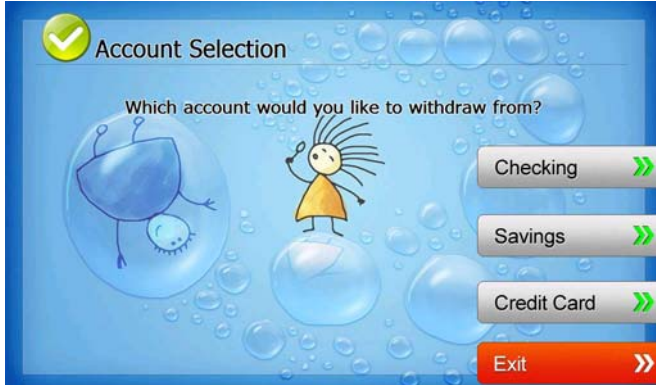 Account Selection
Which account would you like to withdraw from?
Checking
Savings
Credit Card
Exit